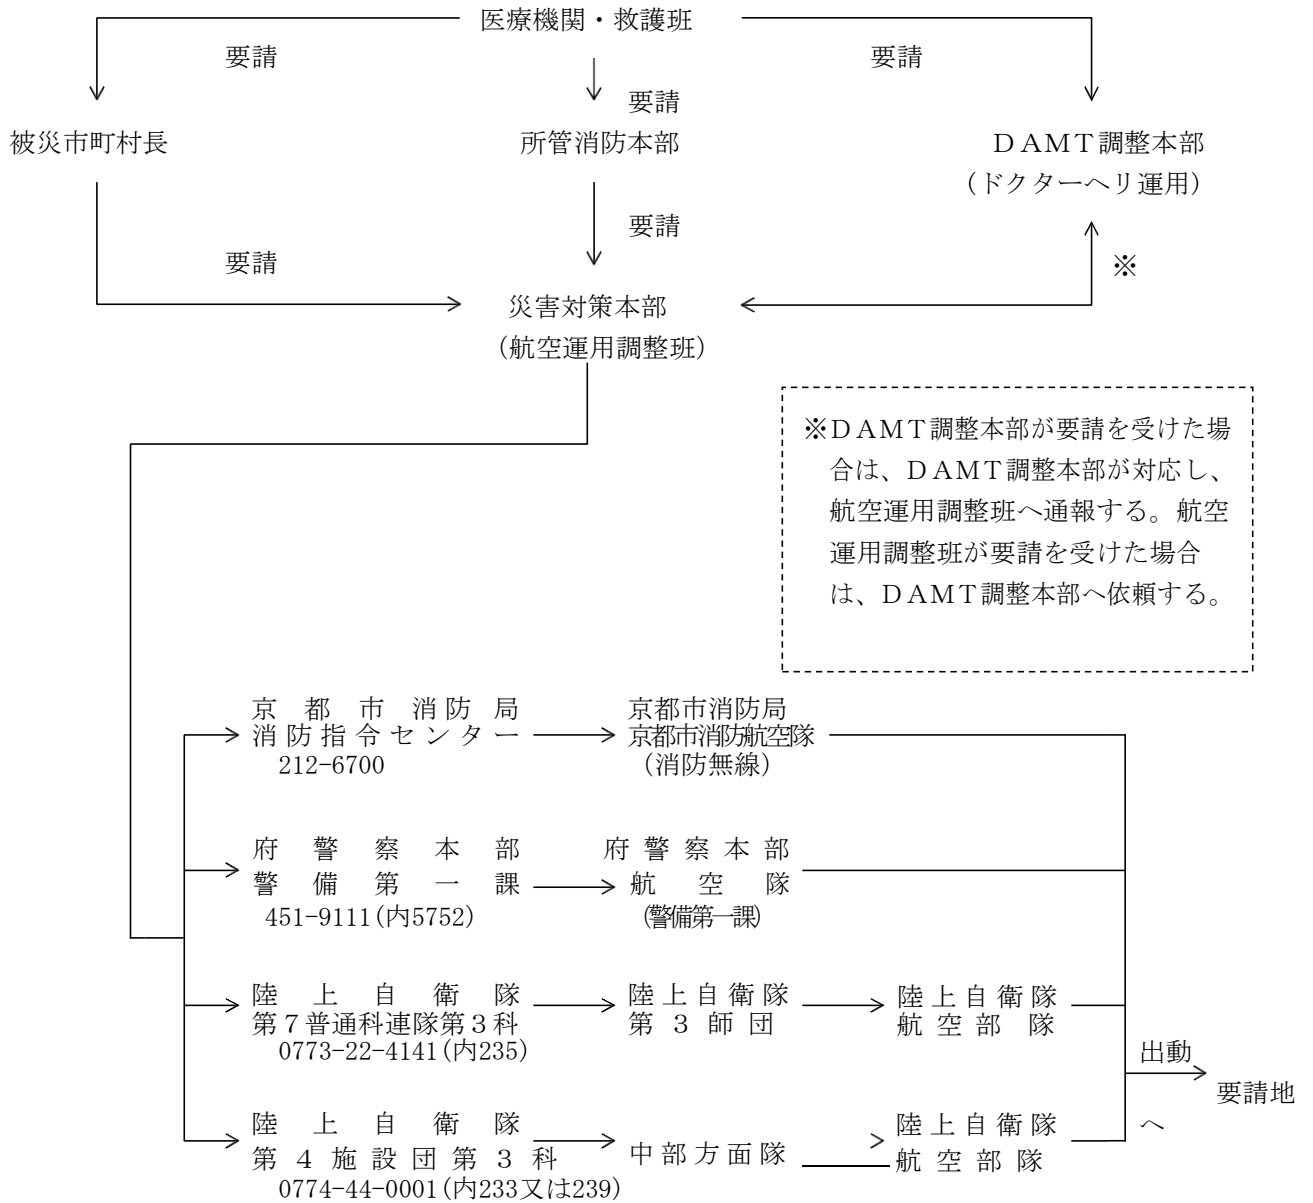 医療機関・救護班
要請
要請
要請
被災市町村長
所管消防本部
ＤＡＭＴ調整本部
（ドクターヘリ運用）
要請
要請
※
災害対策本部
（航空運用調整班）
※ＤＡＭＴ調整本部が要請を受けた場
合は、ＤＡＭＴ調整本部が対応し、
航空運用調整班へ通報する。航空
運用調整班が要請を受けた場合
は、ＤＡＭＴ調整本部へ依頼する。
京都市消防局
消防指令センター
212-6700
京都市消防局
京都市消防航空隊
（消防無線）
府警察本部
警備第一課
451-9111(内5752)
府警察本部
航空隊
(警備第一課)
陸上自衛隊
第７普通科連隊第３科
0773-22-4141(内235)
陸上自衛隊
第３師団
陸上自衛隊
航空部隊
陸上自衛隊
第４施設団第３科
0774-44-0001(内233又は239)
中部方面隊
陸上自衛隊
航空部隊
出動
要請地
へ